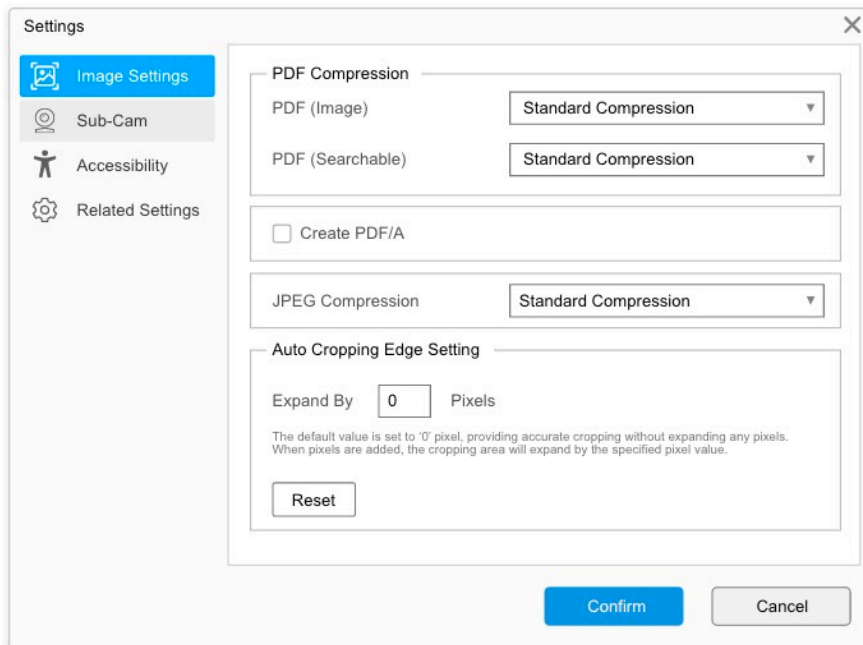 Settings
Image Settings
Sub-Cam
Accessibility
Related Settings
PDF Compression
PDF (Image)
Standard Compression
PDF (Searchable)
Standard Compression
Create PDF/A
JPEG Compression
Standard Compression
Auto Cropping Edge Setting
Expand By 0 Pixels
The default value is set to ‘0’ pixel, providing accurate cropping without expanding any pixels.
When pixels are added, the cropping area will expand by the specified pixel value.
Reset
Confirm
Cancel